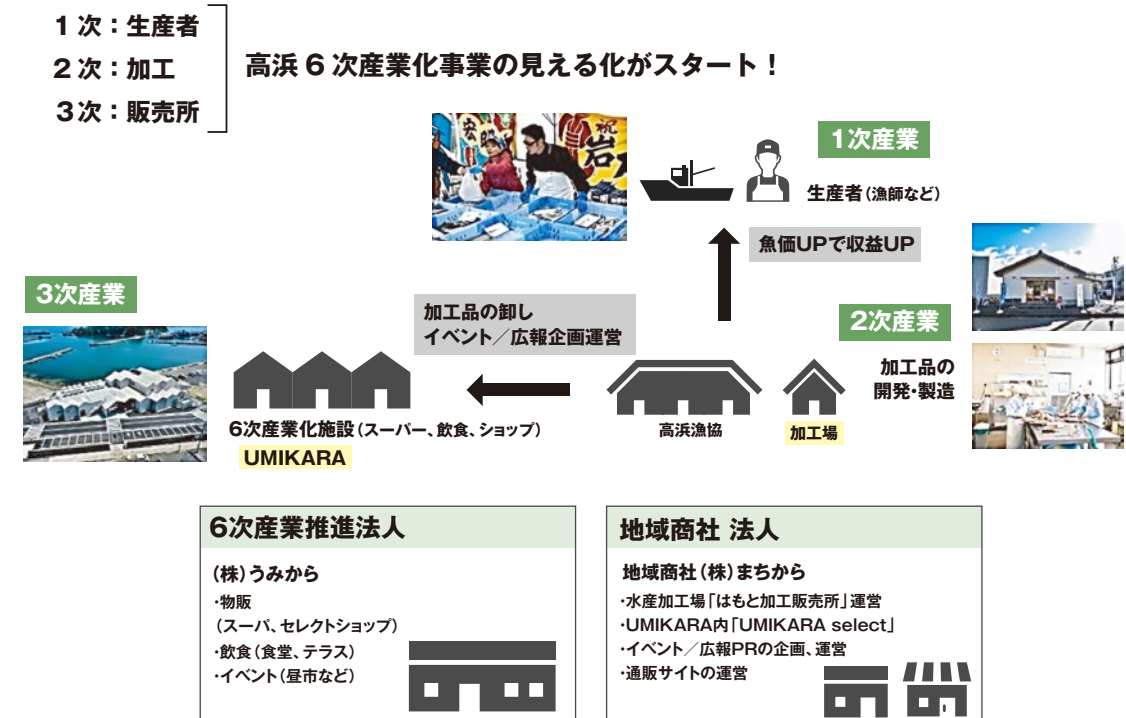 1次：生産者
2次：加工
3次：販売所
高浜6次産業化事業の見える化がスタート！
祝
岩
1次産業
生産者（漁師など）
魚価UPで収益UP
3次産業
加工品の卸し
イベント／広報企画運営
2次産業
加工品の
開発・製造
6次産業化施設（スーパー、飲食、ショップ）
UMIKARA
高浜漁協
加工場
6次産業推進法人
（株）うみから
・物販
（スーパ、セレクトショップ）
・飲食（食堂、テラス）
・イベント（昼市など）
地域商社 法人
地域商社（株）まちから
・水産加工場「はもと加工販売所」運営
・UMIKARA内「UMIKARA select」
・イベント／広報PRの企画、運営
・通販サイトの運営